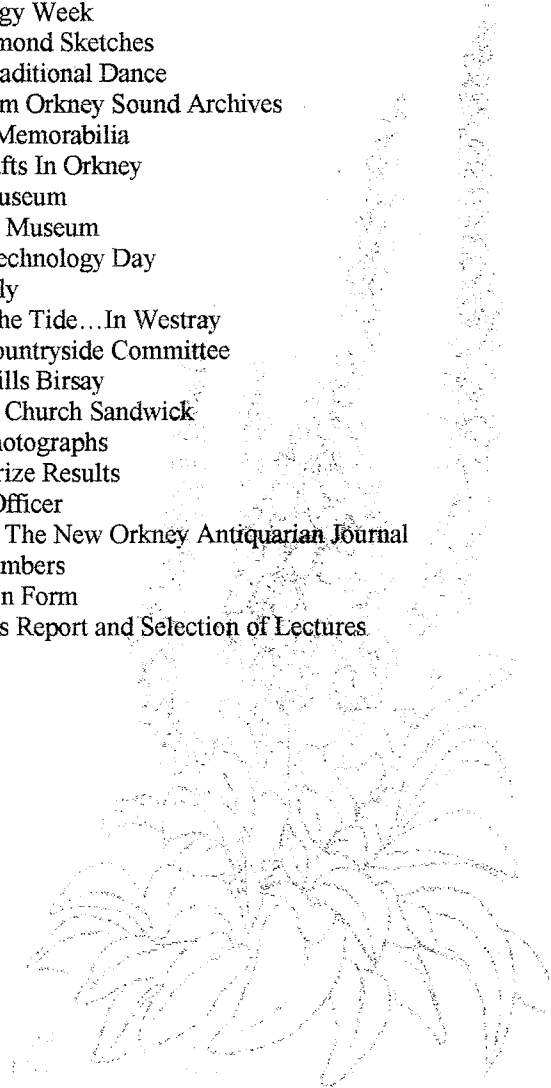 gy Week
mond Sketches
aditional Dance
m Orkney Sound Archives
Memorabilia
afts In Orkney
useum
Museum
echnology Day
ly
he Tide…In Westray
ountryside Committee
ills Birsay
Church Sandwick
hotographs
rize Results
Officer
The New Orkney Antiquarian Journal
mbers
n Form
s Report and Selection of Lectures